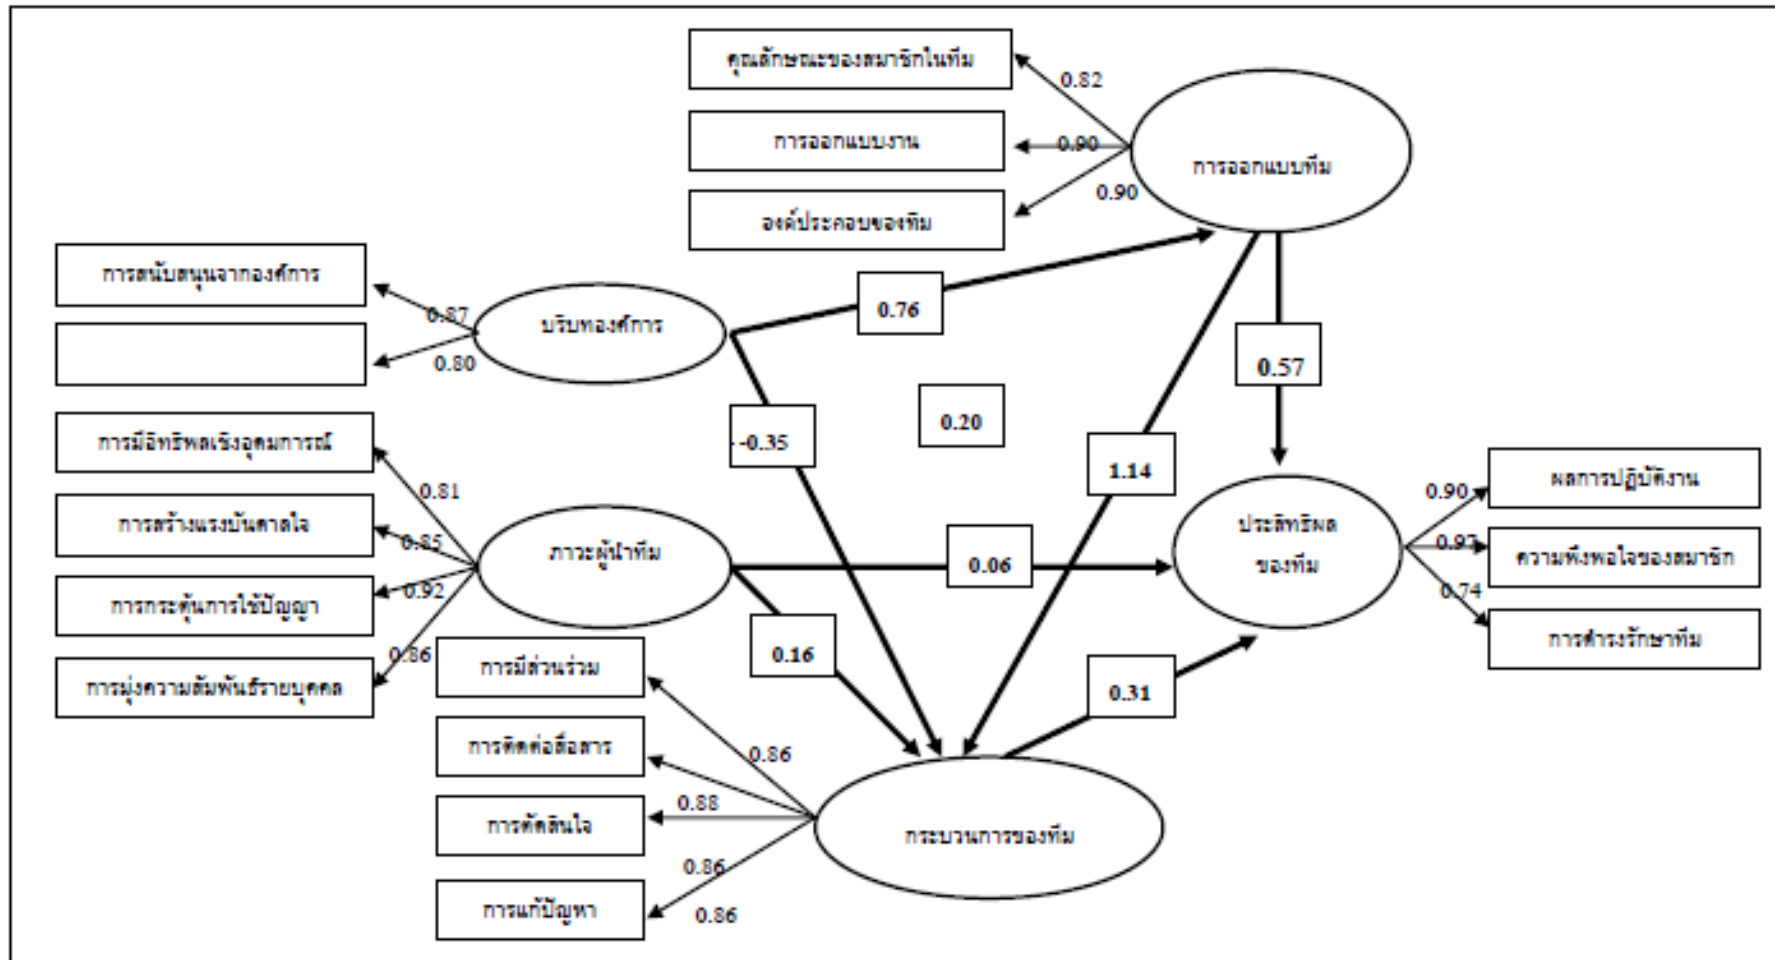 คุณลักษณะของสมาชิกในทีม
0.82
การออกแบบงาน
0.90
การออกแบบทีม
องค์ประกอบของทีม
0.90
การสนับสนุนจากองค์การ
0.87
บริบทองค์การ
0.76
0.80
0.57
การมีอิทธิพลเชิงอุดมการณ์
0.20
- -0.35
1.14
0.81
ผลการปฏิบัติงาน
0.90
การสร้างแรงบันดาลใจ
0.85
ภาวะผู้นำทีม
0.06
ประสิทธิผล
ของทีม
0.97
ความพึงพอใจของสมาชิก
การกระตุ้นการใช้ปัญญา
0.92
0.74
การดำรงรักษาทีม
0.86
การมุ่งความสัมพันธ์รายบุคคล
0.16
0.31
การมีส่วนร่วม
0.86
การติดต่อสื่อสาร
0.88
การตัดสินใจ
กระบวนการของทีม
0.86
การแก้ปัญหา
0.86